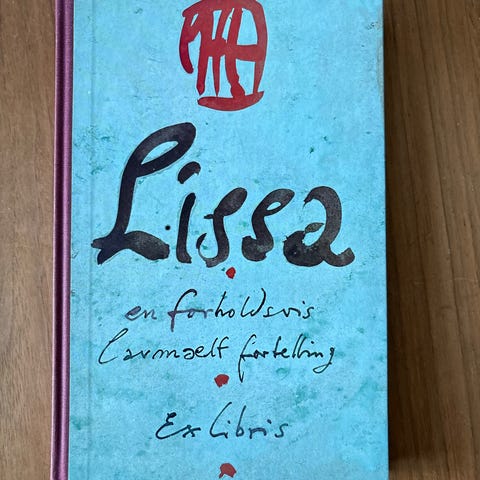 Lissa
en forholdsvis
lavmælt fortelling
Ex Libris